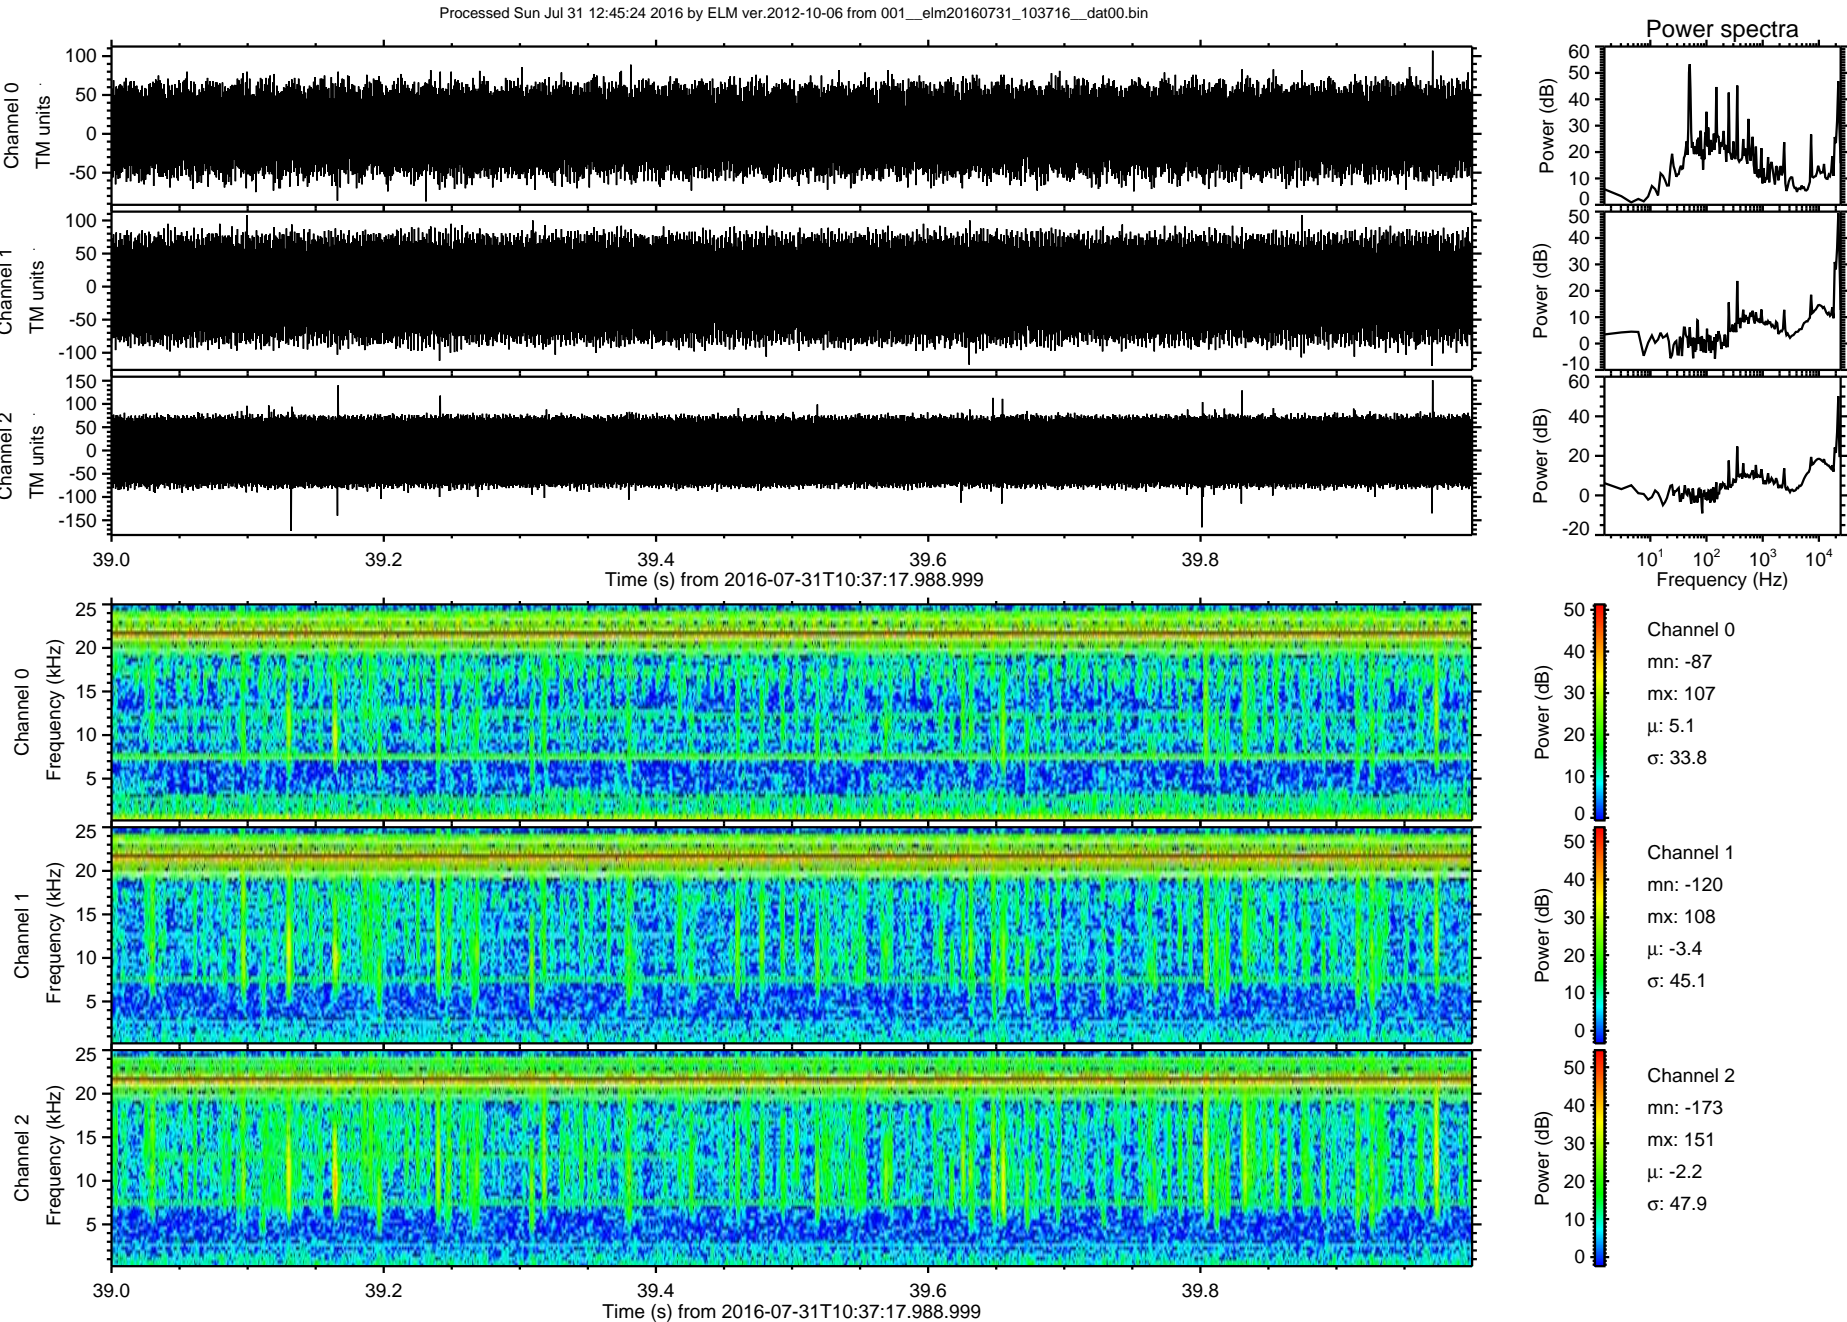 Processed Sun Jul 31 12:45:24 2016 by ELM ver.2012-10-06 from 001__elm20160731_103716__dat00.bin
Power spectra
Channel 0
TM units
100
50
0
-50
Power (dB)
60
50
40
30
20
10
0
Channel 1
TM units
100
50
0
-50
-100
Power (dB)
50
40
30
20
10
0
-10
Channel 2
TM units
150
100
50
0
-50
-100
-150
Power (dB)
60
40
20
0
-20
39.0 39.2 39.4 39.6 39.8
Time (s) from 2016-07-31T10:37:17.988.999
10^1 10^2 10^3 10^4
Frequency (Hz)
Channel 0
Frequency (kHz)
25
20
15
10
5
Power (dB)
50
40
30
20
10
0
Channel 0
mn: -87
mx: 107
μ: 5.1
σ: 33.8
Channel 1
Frequency (kHz)
25
20
15
10
5
Power (dB)
50
40
30
20
10
0
Channel 1
mn: -120
mx: 108
μ: -3.4
σ: 45.1
Channel 2
Frequency (kHz)
25
20
15
10
5
Power (dB)
50
40
30
20
10
0
Channel 2
mn: -173
mx: 151
μ: -2.2
σ: 47.9
39.0 39.2 39.4 39.6 39.8
Time (s) from 2016-07-31T10:37:17.988.999